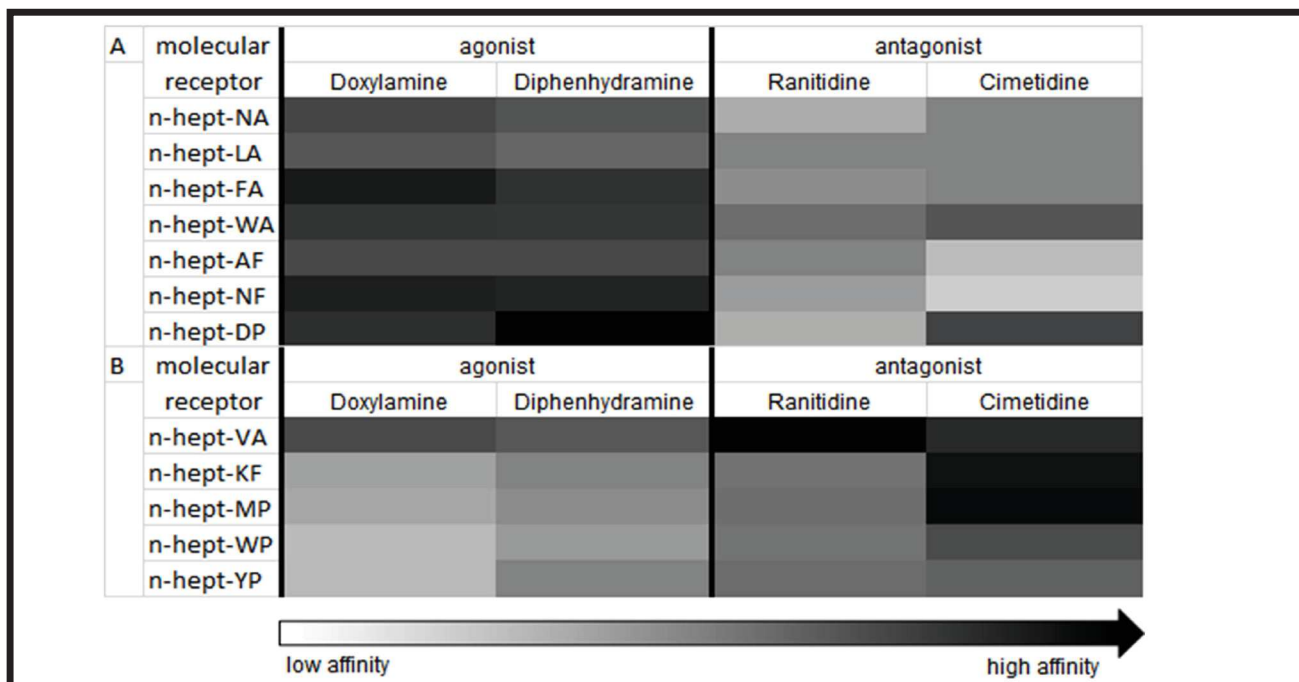 A molecular agonist antagonist
receptor Doxylamine Diphenhydramine Ranitidine Cimetidine
n-hept-NA
n-hept-LA
n-hept-FA
n-hept-WA
n-hept-AF
n-hept-NF
n-hept-DP
B molecular agonist antagonist
receptor Doxylamine Diphenhydramine Ranitidine Cimetidine
n-hept-VA
n-hept-KF
n-hept-MP
n-hept-WP
n-hept-YP
low affinity high affinity